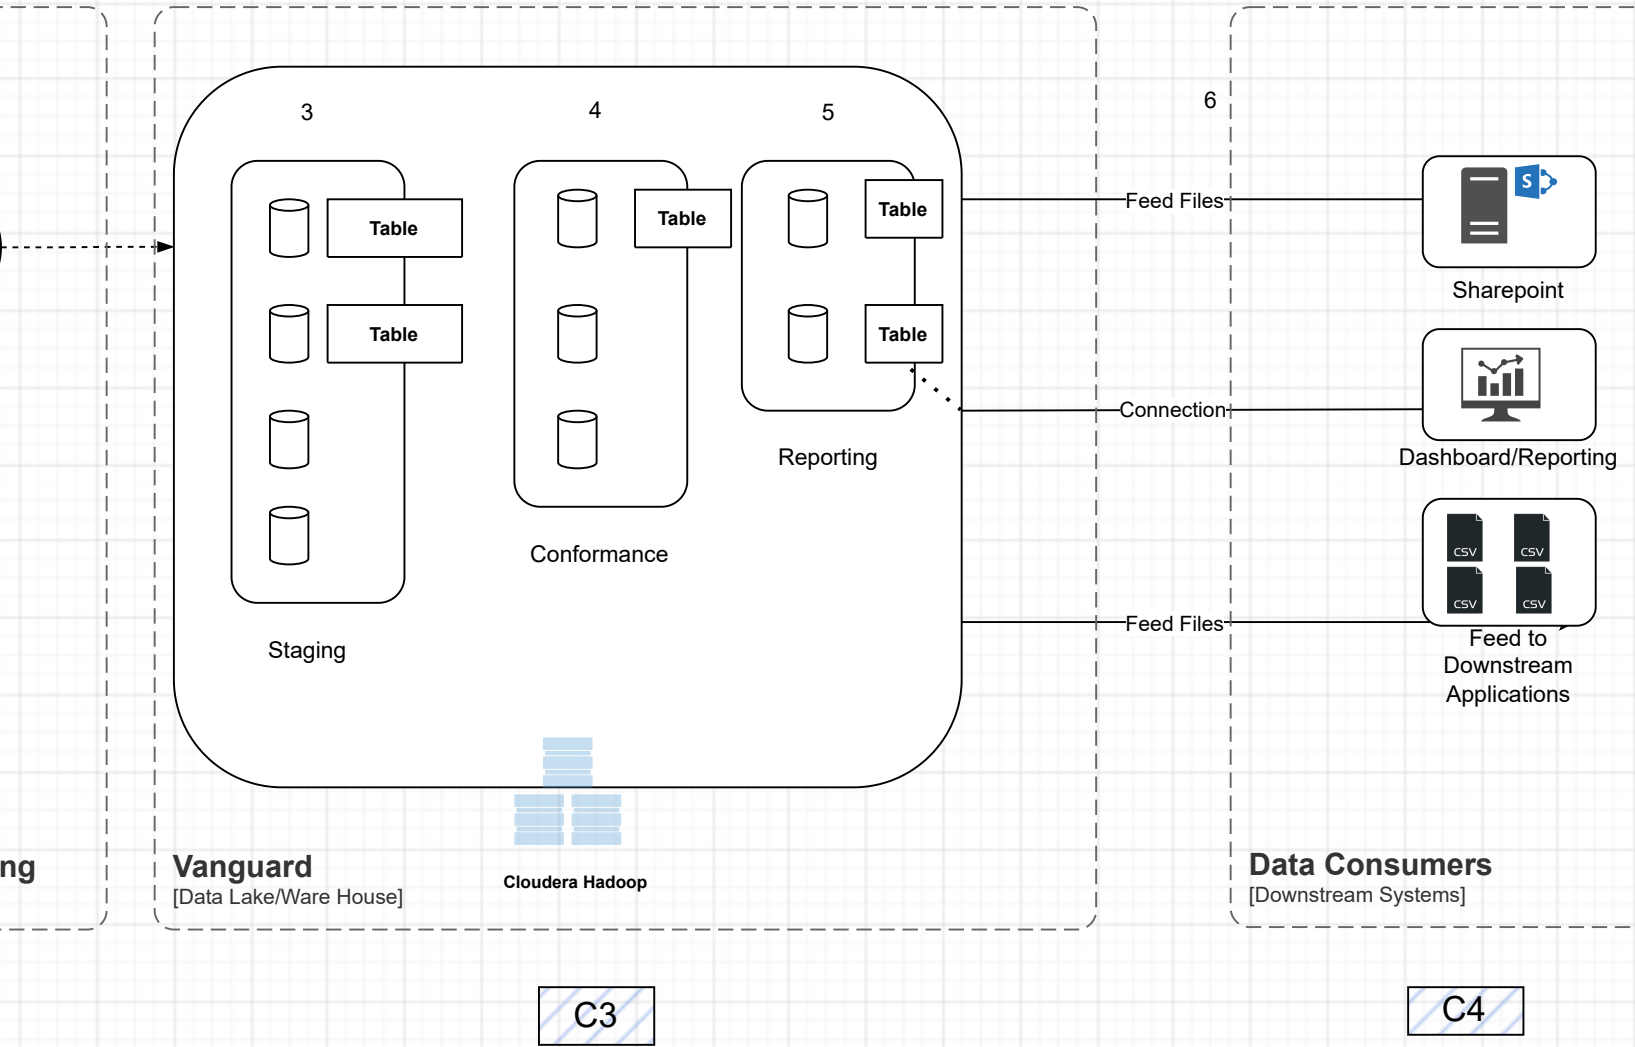 3
4
5
6
Table
Table
Table
Table
Table
Feed Files
S
Sharepoint
Connection
Dashboard/Reporting
Reporting
Conformance
Staging
CSV
CSV
CSV
CSV
Feed Files
Feed to
Downstream
Applications
ng
Vanguard
[Data Lake/Ware House]
Cloudera Hadoop
Data Consumers
[Downstream Systems]
C3
C4